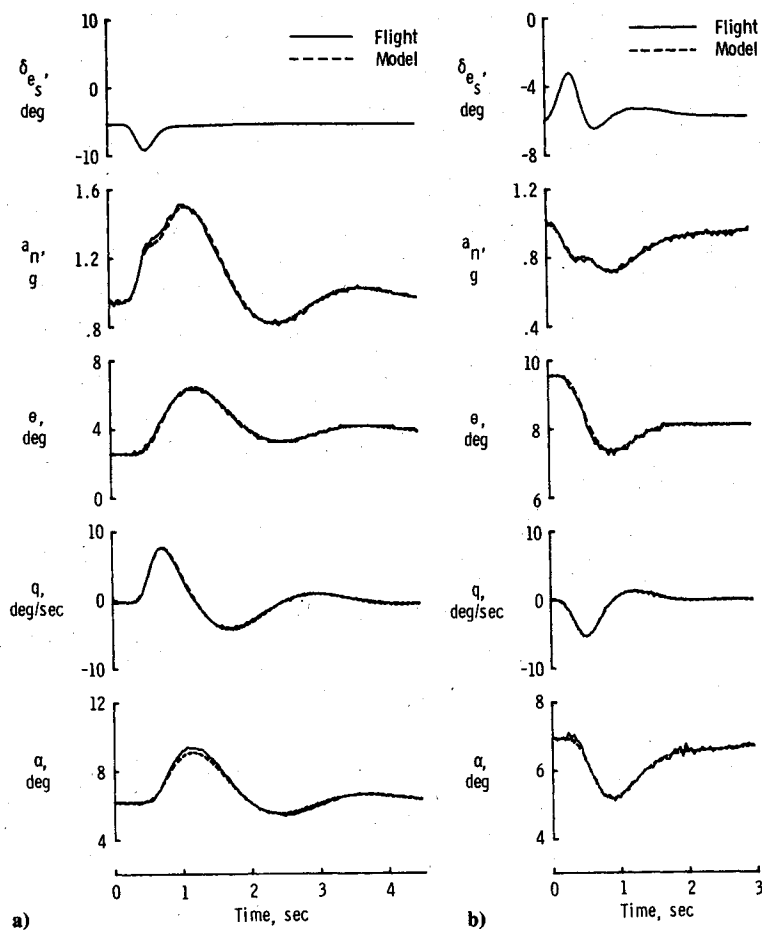 10
δes,
deg
0
-10
Flight
Model
1.6
an,
g
1.2
.8
8
θ,
deg
4
0
10
q,
deg/sec
0
-10
12
α,
deg
8
4
0 1 2 3 4
Time, sec
a)
0
δes,
deg
-4
-8
Flight
Model
1.2
an,
g
.8
.4
10
θ,
deg
8
6
10
q,
deg/sec
0
-10
8
α,
deg
6
4
0 1 2 3
Time, sec
b)